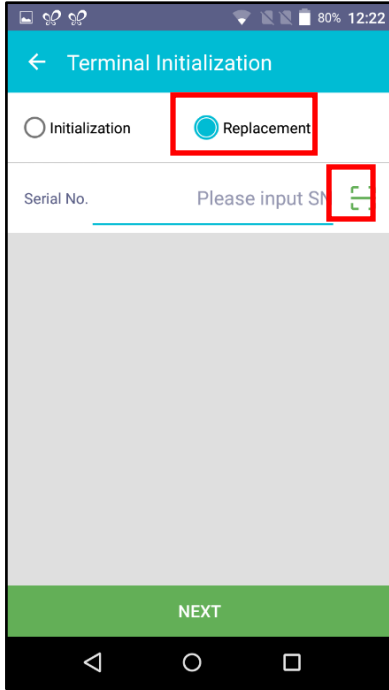 80% 12:22
Terminal Initialization
Initialization Replacement
Serial No. Please input SN
NEXT